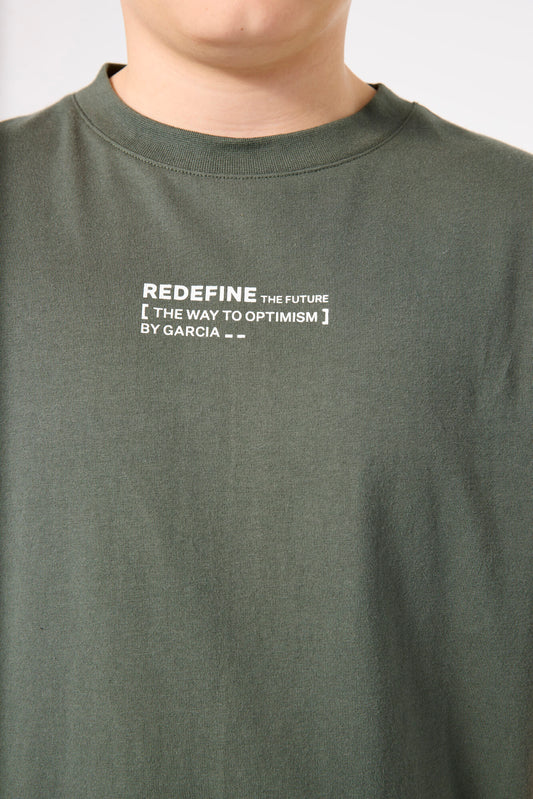 REDEFINE THE FUTURE
[ THE WAY TO OPTIMISM ]
BY GARCIA _ _